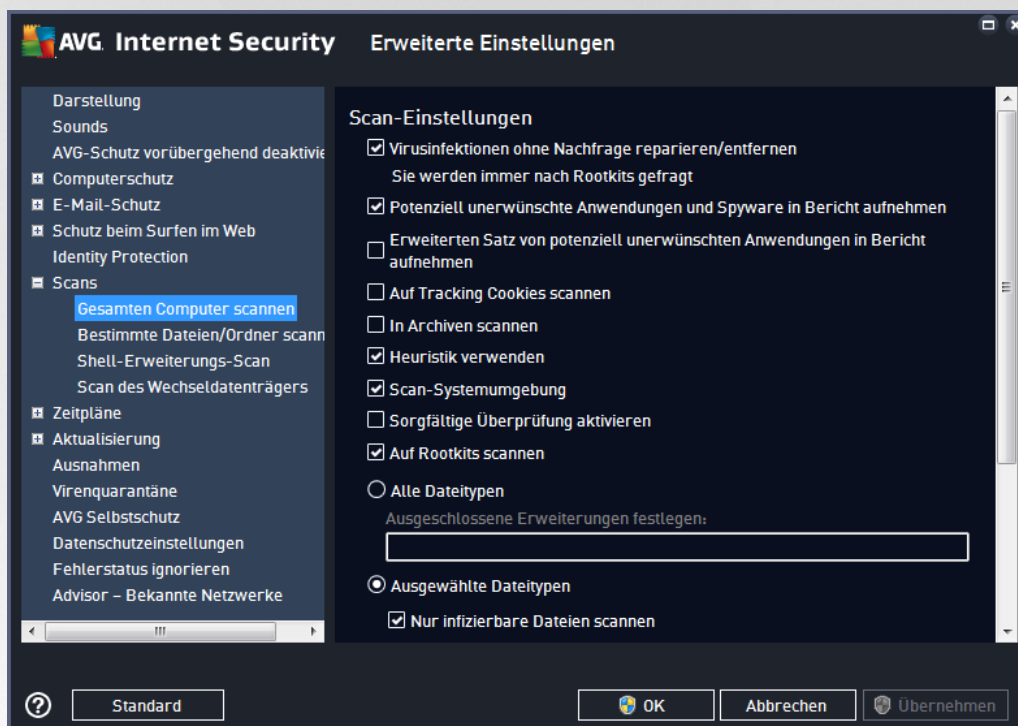 AVG. Internet Security
Erweiterte Einstellungen
Darstellung
Sounds
AVG-Schutz vorübergehend deaktivie
Computerschutz
E-Mail-Schutz
Schutz beim Surfen im Web
Identity Protection
Scans
Gesamten Computer scannen
Bestimmte Dateien/Ordner scann
Shell-Erweiterungs-Scan
Scan des Wechseldatenträgers
Zeitpläne
Aktualisierung
Ausnahmen
Virenquarantäne
AVG Selbstschutz
Datenschutzeinstellungen
Fehlerstatus ignorieren
Advisor – Bekannte Netzwerke
Scan-Einstellungen
Virusinfektionen ohne Nachfrage reparieren/entfernen
Sie werden immer nach Rootkits gefragt
Potenziell unerwünschte Anwendungen und Spyware in Bericht aufnehmen
Erweiterten Satz von potenziell unerwünschten Anwendungen in Bericht
aufnehmen
Auf Tracking Cookies scannen
In Archiven scannen
Heuristik verwenden
Scan-Systemumgebung
Sorgfältige Überprüfung aktivieren
Auf Rootkits scannen
Alle Dateitypen
Ausgeschlossene Erweiterungen festlegen:
Ausgewählte Dateitypen
Nur infizierbare Dateien scannen
Standard
OK
Abbrechen
Übernehmen